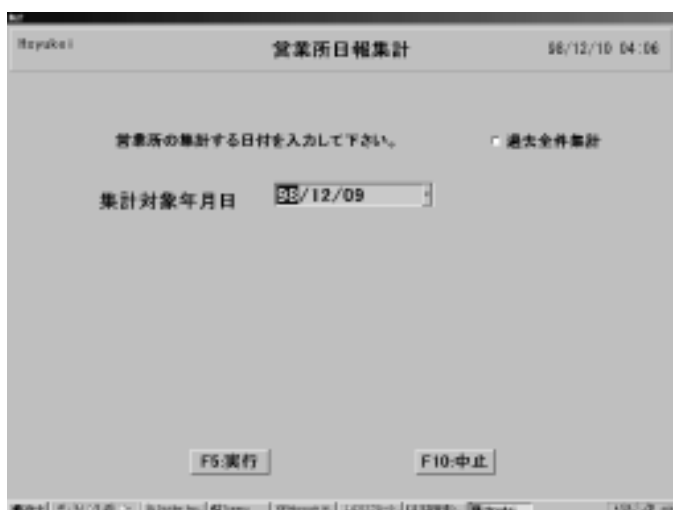 営業所日報集計
98/12/10 04:06
営業所の集計する日付を入力して下さい。
過去全件集計
集計対象年月日
98/12/09
F5:実行
F10:中止